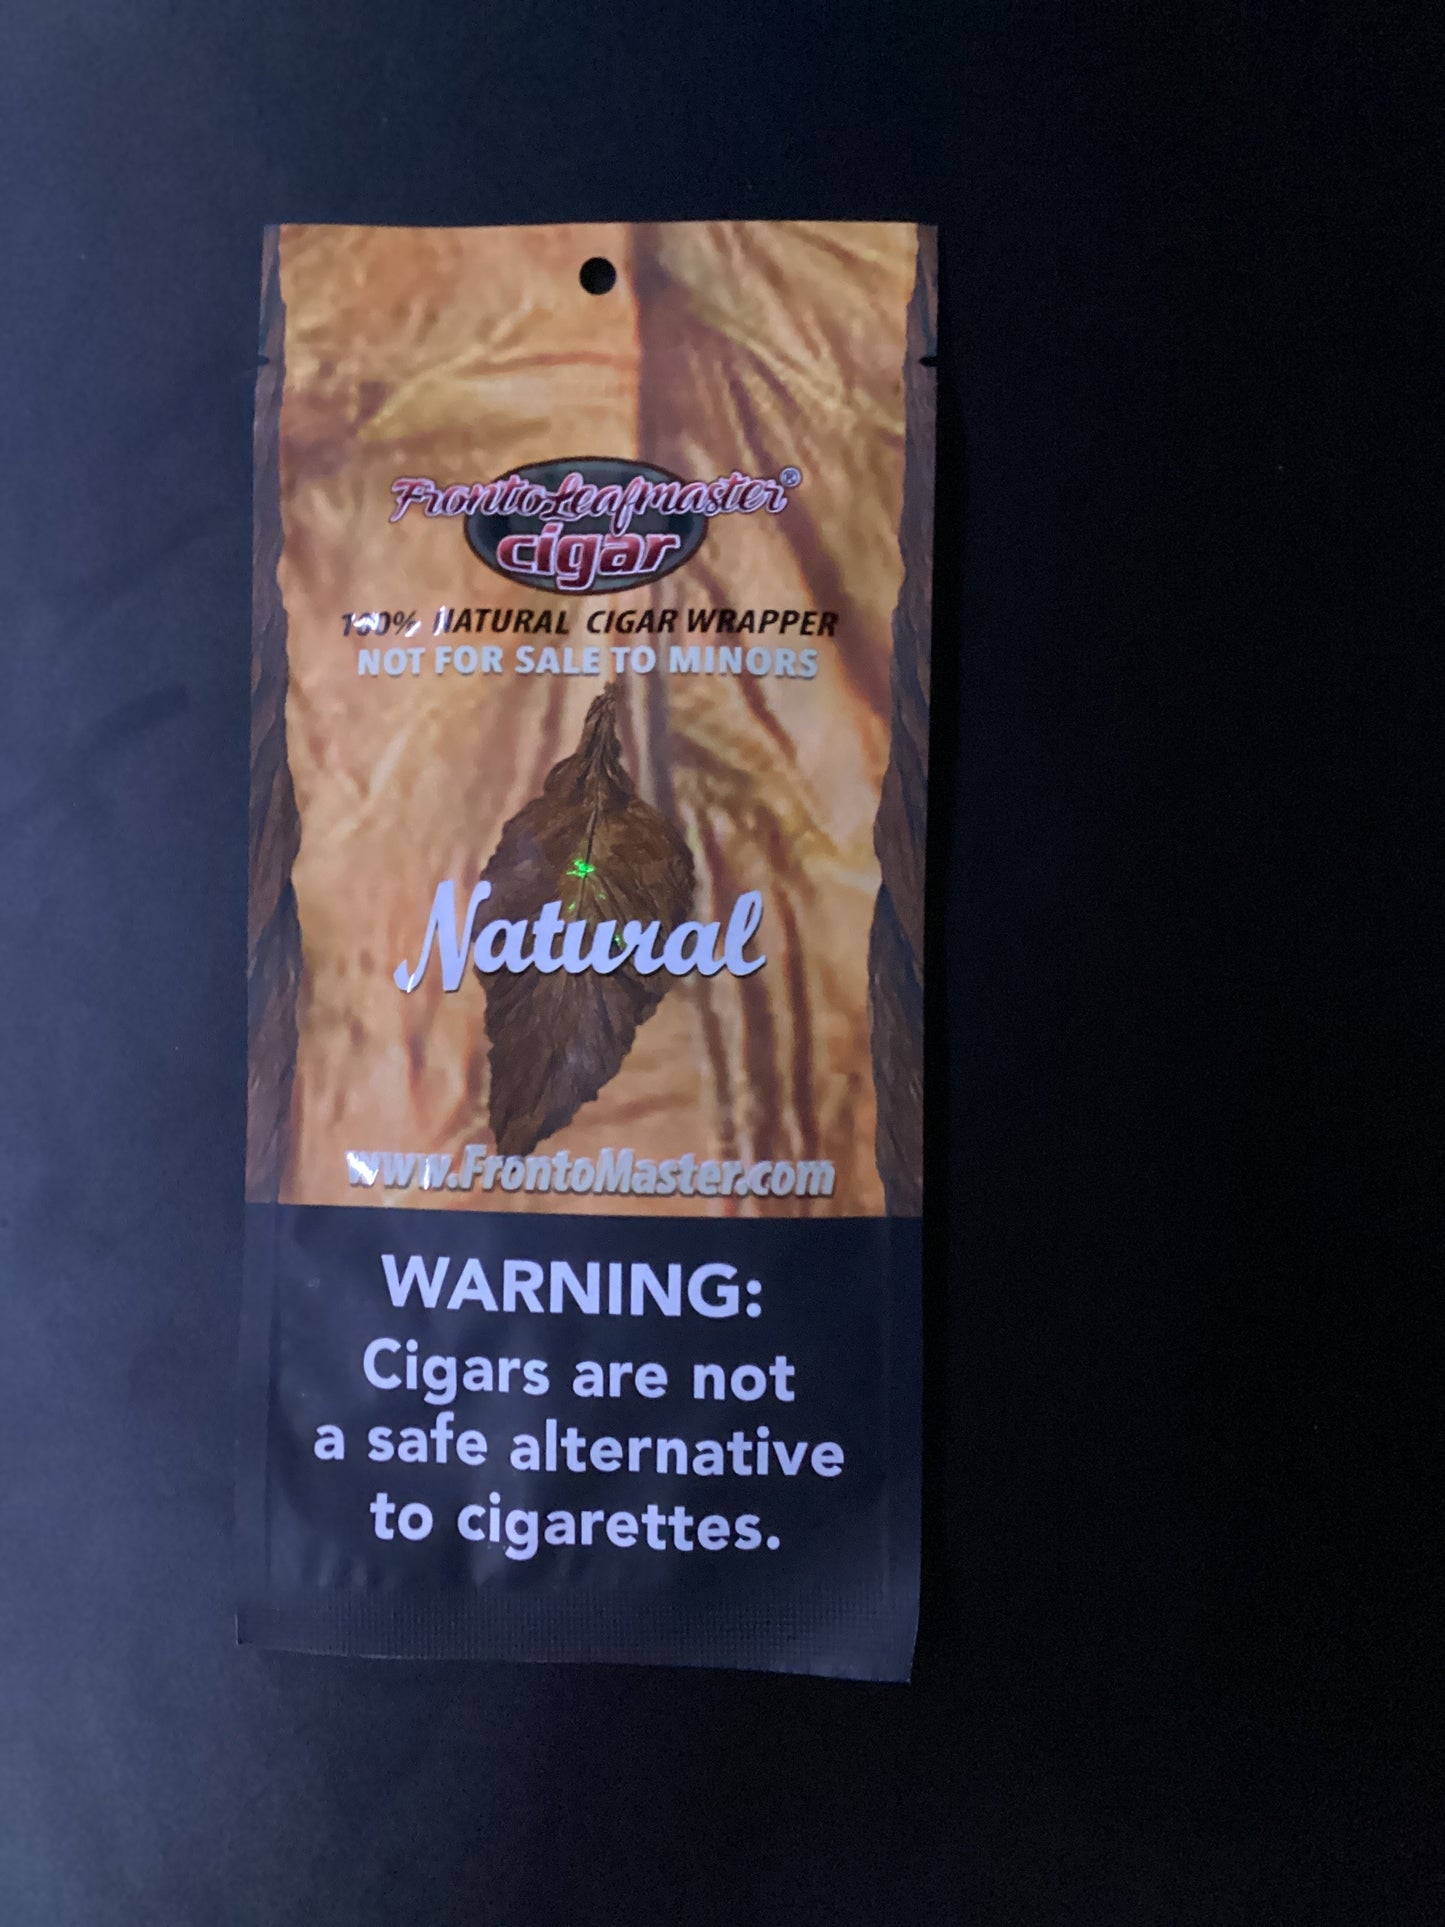 FrontoLeafmaster®
cigar
100% NATURAL CIGAR WRAPPER
NOT FOR SALE TO MINORS
Natural
www.FrontoMaster.com
WARNING:
Cigars are not
a safe alternative
to cigarettes.